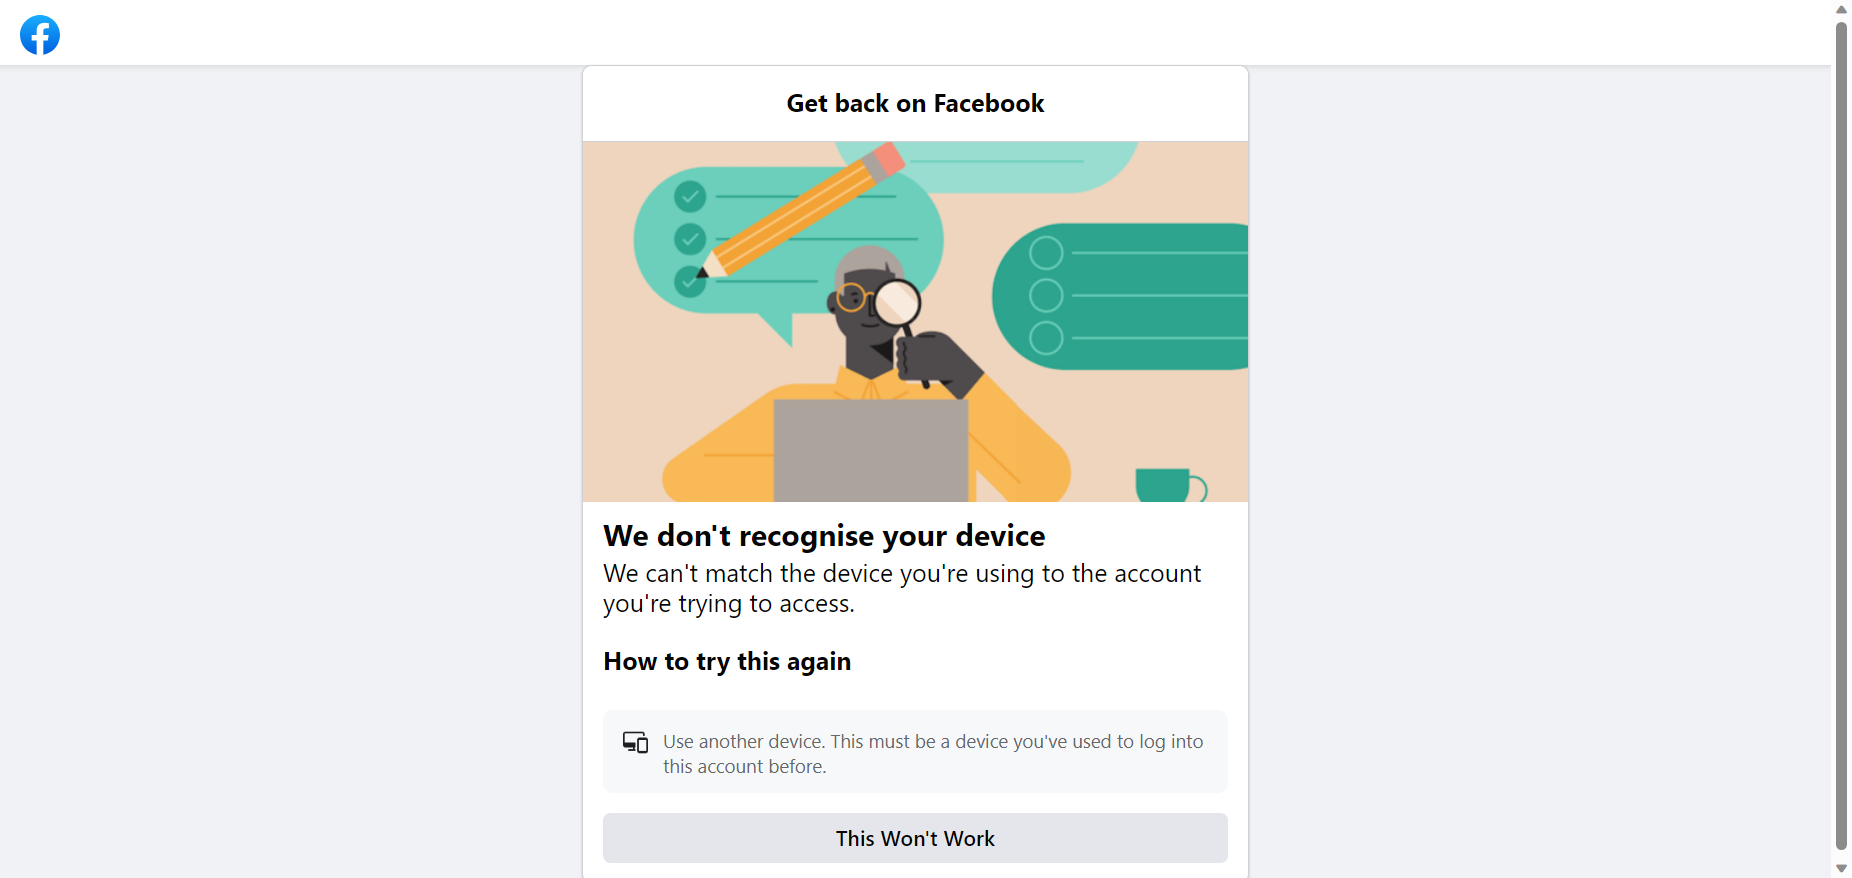 Get back on Facebook
We don't recognise your device
We can't match the device you're using to the account
you're trying to access.
How to try this again
Use another device. This must be a device you've used to log into
this account before.
This Won't Work